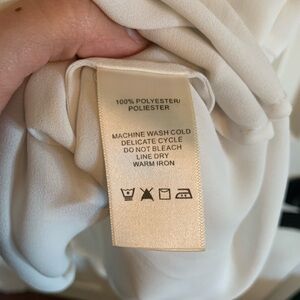 100% POLYESTER/
POLIESTER
MACHINE WASH COLD
DELICATE CYCLE
DO NOT BLEACH
LINE DRY
WARM IRON